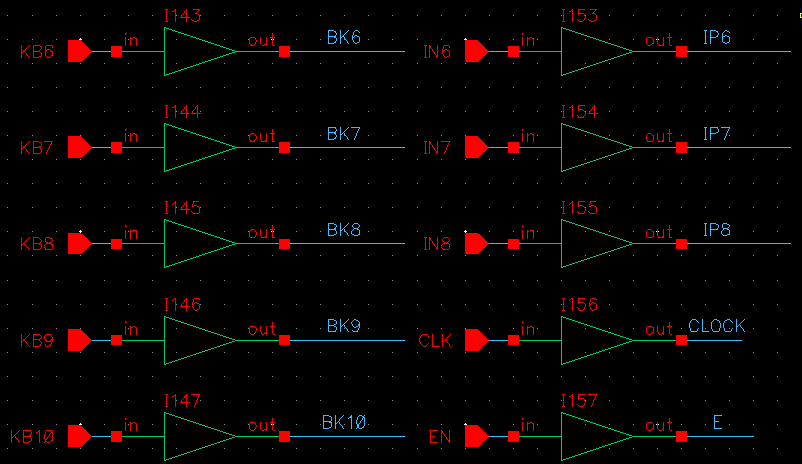 I143 I153
KB6 in out BK6 IN6 in out IP6
I144 I154
KB7 in out BK7 IN7 in out IP7
I145 I155
KB8 in out BK8 IN8 in out IP8
I146 I156
KB9 in out BK9 CLK in out CLOCK
I147 I157
KB10 in out BK10 EN in out E